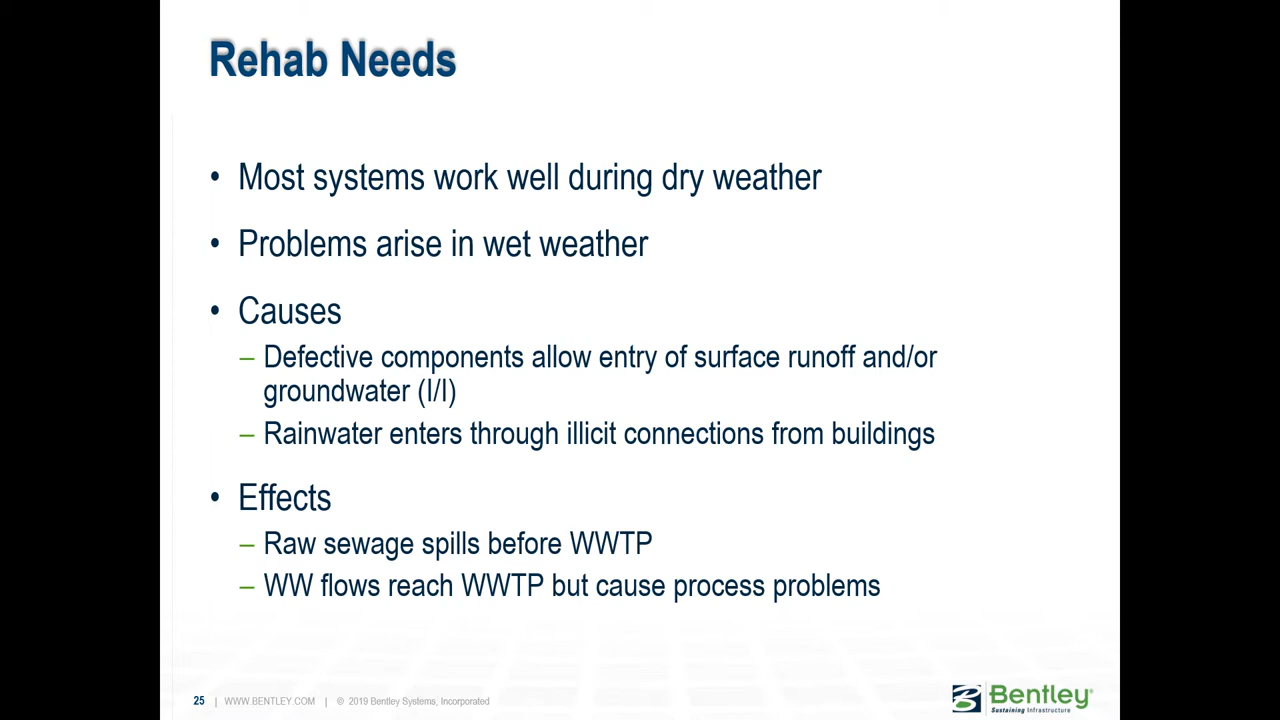 Rehab Needs
• Most systems work well during dry weather
• Problems arise in wet weather
• Causes
– Defective components allow entry of surface runoff and/or
groundwater (I/I)
– Rainwater enters through illicit connections from buildings
• Effects
– Raw sewage spills before WWTP
– WW flows reach WWTP but cause process problems
25 | WWW.BENTLEY.COM | © 2019 Bentley Systems, Incorporated
Bentley®
Sustaining Infrastructure